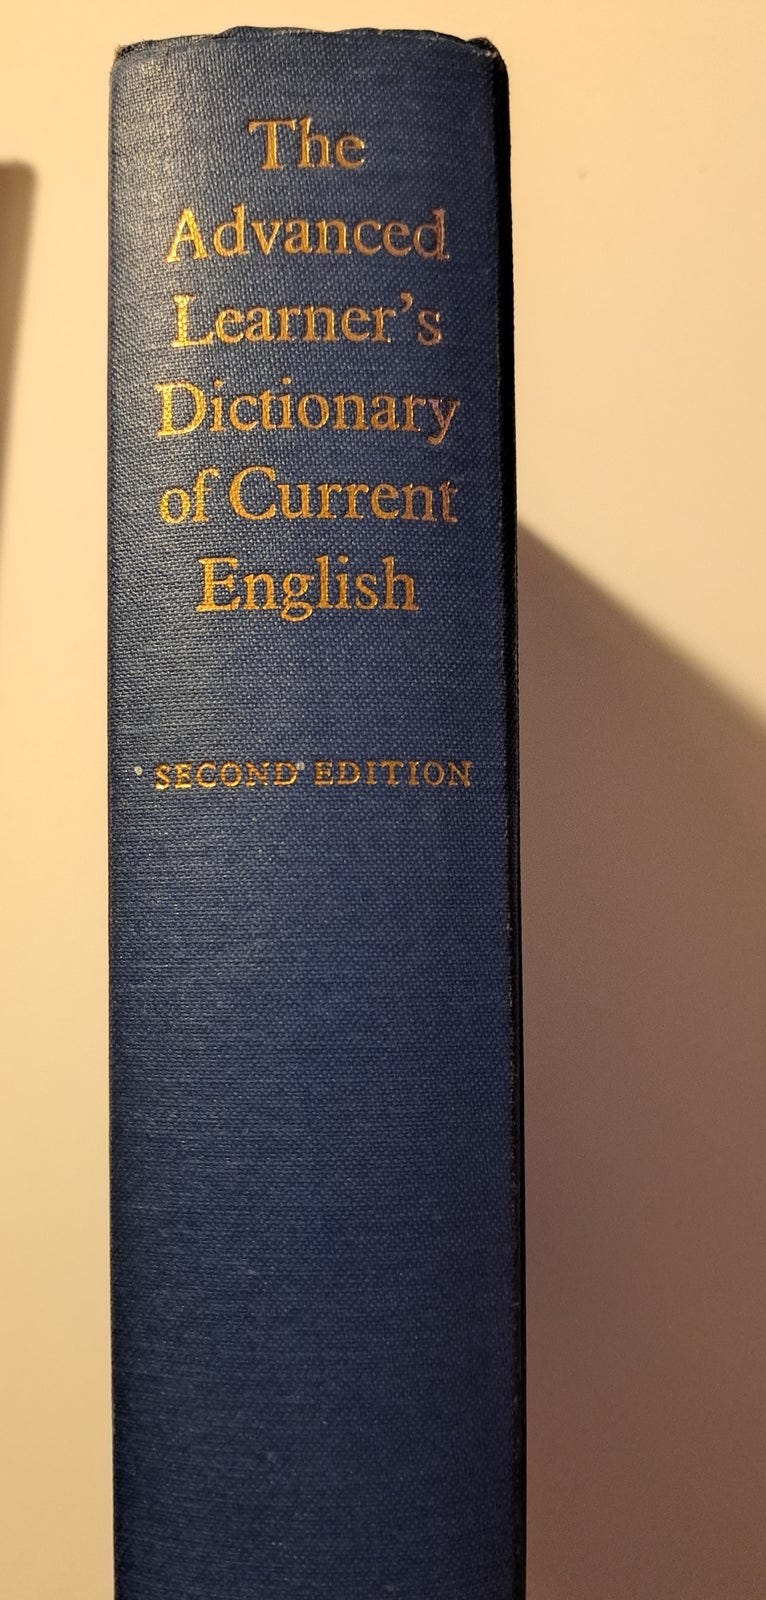 The
Advanced
Learner’s
Dictionary
of Current
English
SECOND EDITION